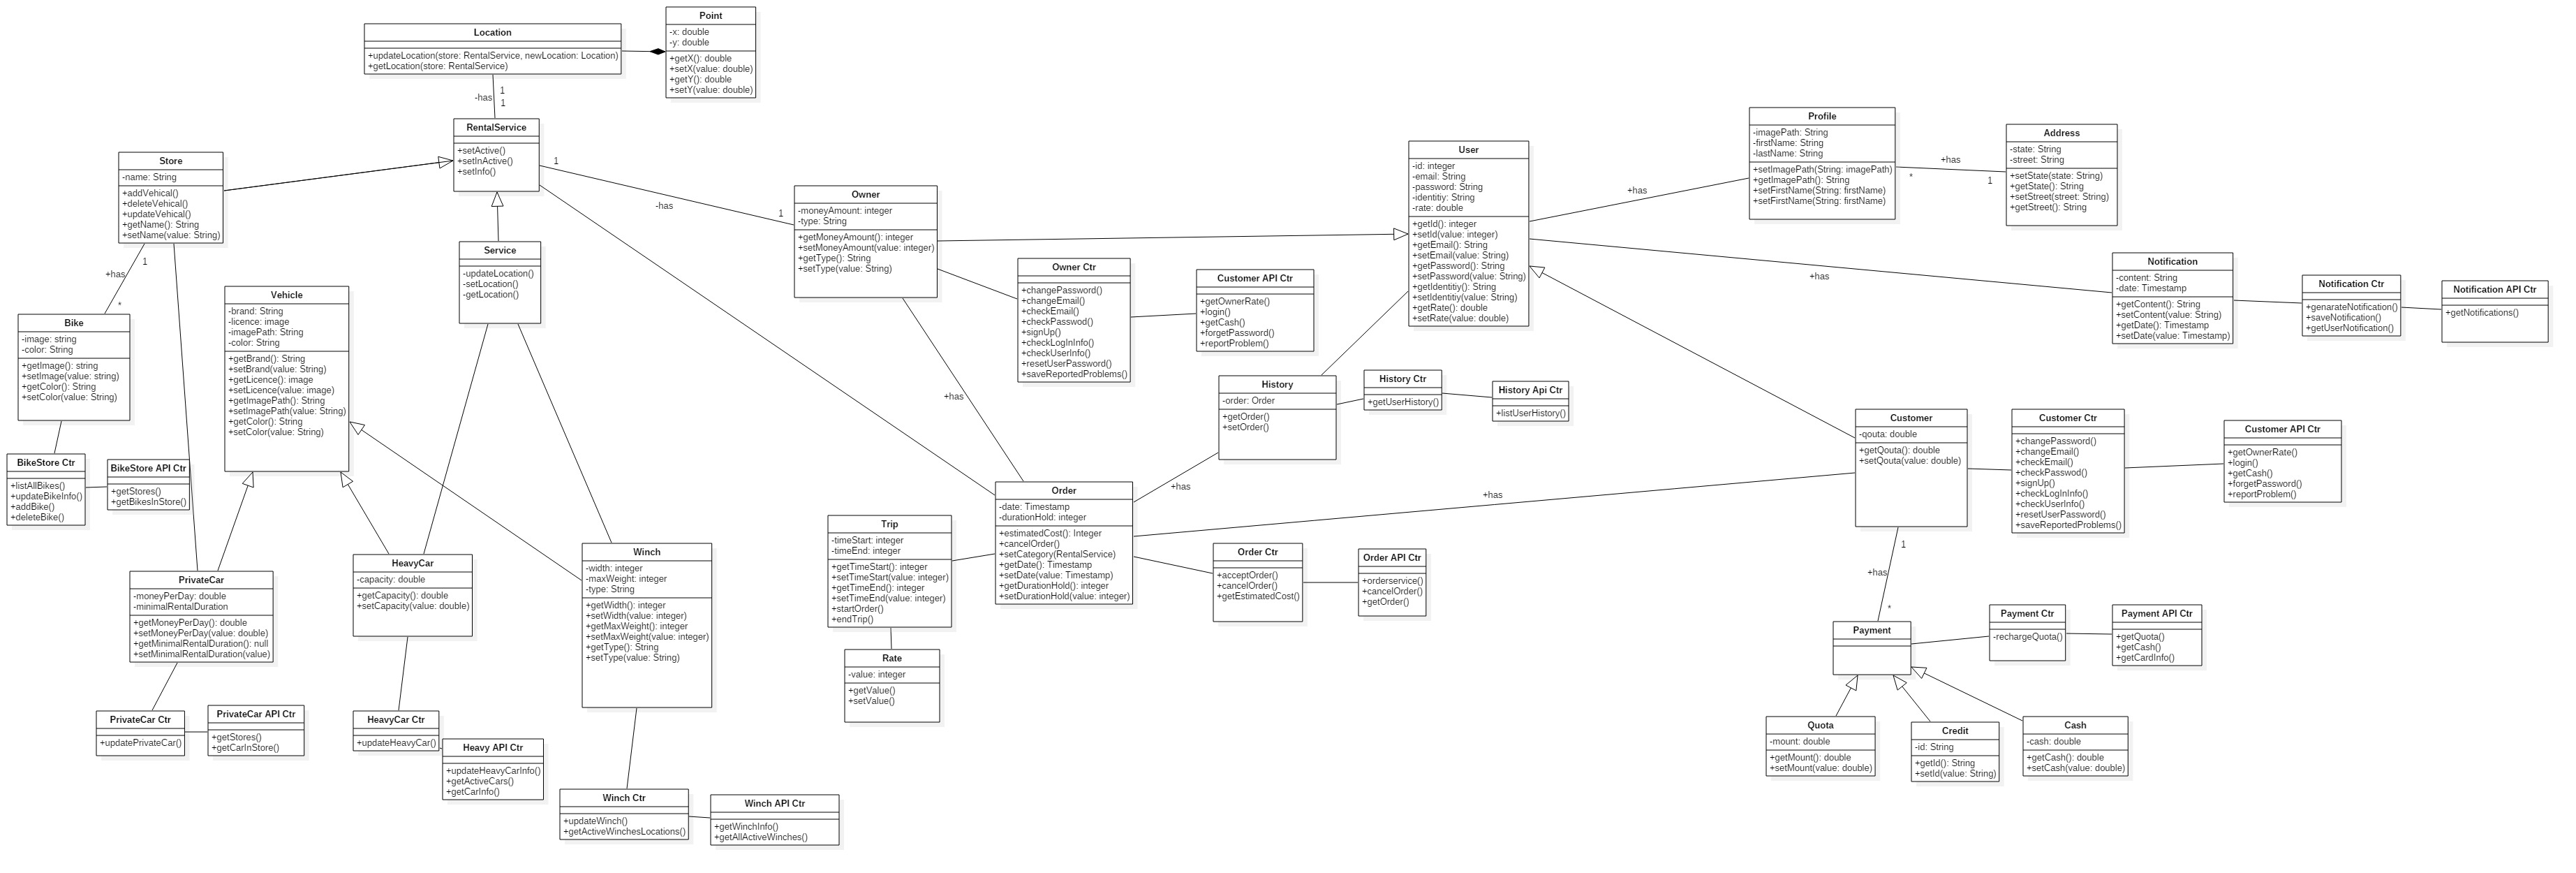 Location
+updateLocation(store: RentalService, newLocation: Location)
+getLocation(store: RentalService)
Point
-x: double
-y: double
+getX(): double
+setX(value: double)
+getY(): double
+setY(value: double)
-has
1
1
RentalService
+setActive()
+setInActive()
+setInfo()
Store
-name: String
+addVehical()
+deleteVehical()
+updateVehical()
+getName(): String
+setName(value: String)
1
+has
*
Service
-updateLocation()
-setLocation()
-getLocation()
1
-has
1
Owner
-moneyAmount: integer
-type: String
+getMoneyAmount(): integer
+setMoneyAmount(value: integer)
+getType(): String
+setType(value: String)
Owner Ctr
+changePassword()
+changeEmail()
+checkEmail()
+checkPasswod()
+signUp()
+checkLogInInfo()
+checkUserInfo()
+resetUserPassword()
+saveReportedProblems()
Customer API Ctr
+getOwnerRate()
+login()
+getCash()
+forgetPassword()
+reportProblem()
User
-id: integer
-email: String
-password: String
-identitiy: String
-rate: double
+getId(): integer
+setId(value: integer)
+getEmail(): String
+setEmail(value: String)
+getPassword(): String
+setPassword(value: String)
+getIdentitiy(): String
+setIdentitiy(value: String)
+getRate(): double
+setRate(value: double)
+has
Profile
-imagePath: String
-firstName: String
-lastName: String
+setImagePath(String: imagePath)
+getImagePath(): String
+setFirstName(String: firstName)
+setFirstName(String: firstName)
+has
*
1
Address
-state: String
-street: String
+setState(state: String)
+getState(): String
+setStreet(street: String)
+getStreet(): String
+has
Notification
-content: String
-date: Timestamp
+getContent(): String
+setContent(value: String)
+getDate(): Timestamp
+setDate(value: Timestamp)
Notification Ctr
+genarateNotification()
+saveNotification()
+getUserNotification()
Notification API Ctr
+getNotifications()
Vehicle
-brand: String
-licence: image
-imagePath: String
-color: String
+getBrand(): String
+setBrand(value: String)
+getLicence(): image
+setLicence(value: image)
+getImagePath(): String
+setImagePath(value: String)
+getColor(): String
+setColor(value: String)
Bike
-image: string
-color: String
+getImage(): string
+setImage(value: string)
+getColor(): String
+setColor(value: String)
BikeStore Ctr
+listAllBikes()
+updateBikeInfo()
+addBike()
+deleteBike()
BikeStore API Ctr
+getStores()
+getBikesInStore()
History
-order: Order
+getOrder()
+setOrder()
History Ctr
+getUserHistory()
History Api Ctr
+listUserHistory()
+has
+has
+has
Customer
-qouta: double
+getQouta(): double
+setQouta(value: double)
Customer Ctr
+changePassword()
+changeEmail()
+checkEmail()
+checkPasswod()
+signUp()
+checkLogInInfo()
+checkUserInfo()
+resetUserPassword()
+saveReportedProblems()
Customer API Ctr
+getOwnerRate()
+login()
+getCash()
+forgetPassword()
+reportProblem()
Order
-date: Timestamp
-durationHold: integer
+estimatedCost(): Integer
+cancelOrder()
+setCategory(RentalService)
+getDate(): Timestamp
+setDate(value: Timestamp)
+getDurationHold(): integer
+setDurationHold(value: integer)
Trip
-timeStart: integer
-timeEnd: integer
+getTimeStart(): integer
+setTimeStart(value: integer)
+getTimeEnd(): integer
+setTimeEnd(value: integer)
+startOrder()
+endTrip()
Order Ctr
+acceptOrder()
+cancelOrder()
+getEstimatedCost()
Order API Ctr
+orderservice()
+cancelOrder()
+getOrder()
PrivateCar
-moneyPerDay: double
-minimalRentalDuration
+getMoneyPerDay(): double
+setMoneyPerDay(value: double)
+getMinimalRentalDuration(): null
+setMinimalRentalDuration(value)
HeavyCar
-capacity: double
+getCapacity(): double
+setCapacity(value: double)
Winch
-width: integer
-maxWeight: integer
-type: String
+getWidth(): integer
+setWidth(value: integer)
+getMaxWeight(): integer
+setMaxWeight(value: integer)
+getType(): String
+setType(value: String)
Rate
-value: integer
+getValue()
+setValue()
1
+has
*
Payment
Payment Ctr
-rechargeQuota()
Payment API Ctr
+getQuota()
+getCash()
+getCardInfo()
PrivateCar Ctr
+updatePrivateCar()
PrivateCar API Ctr
+getStores()
+getCarInStore()
HeavyCar Ctr
+updateHeavyCar()
Heavy API Ctr
+updateHeavyCarInfo()
+getActiveCars()
+getCarInfo()
Winch Ctr
+updateWinch()
+getActiveWinchesLocations()
Winch API Ctr
+getWinchInfo()
+getAllActiveWinches()
Quota
-mount: double
+getMount(): double
+setMount(value: double)
Credit
-id: String
+getId(): String
+setId(value: String)
Cash
-cash: double
+getCash(): double
+setCash(value: double)